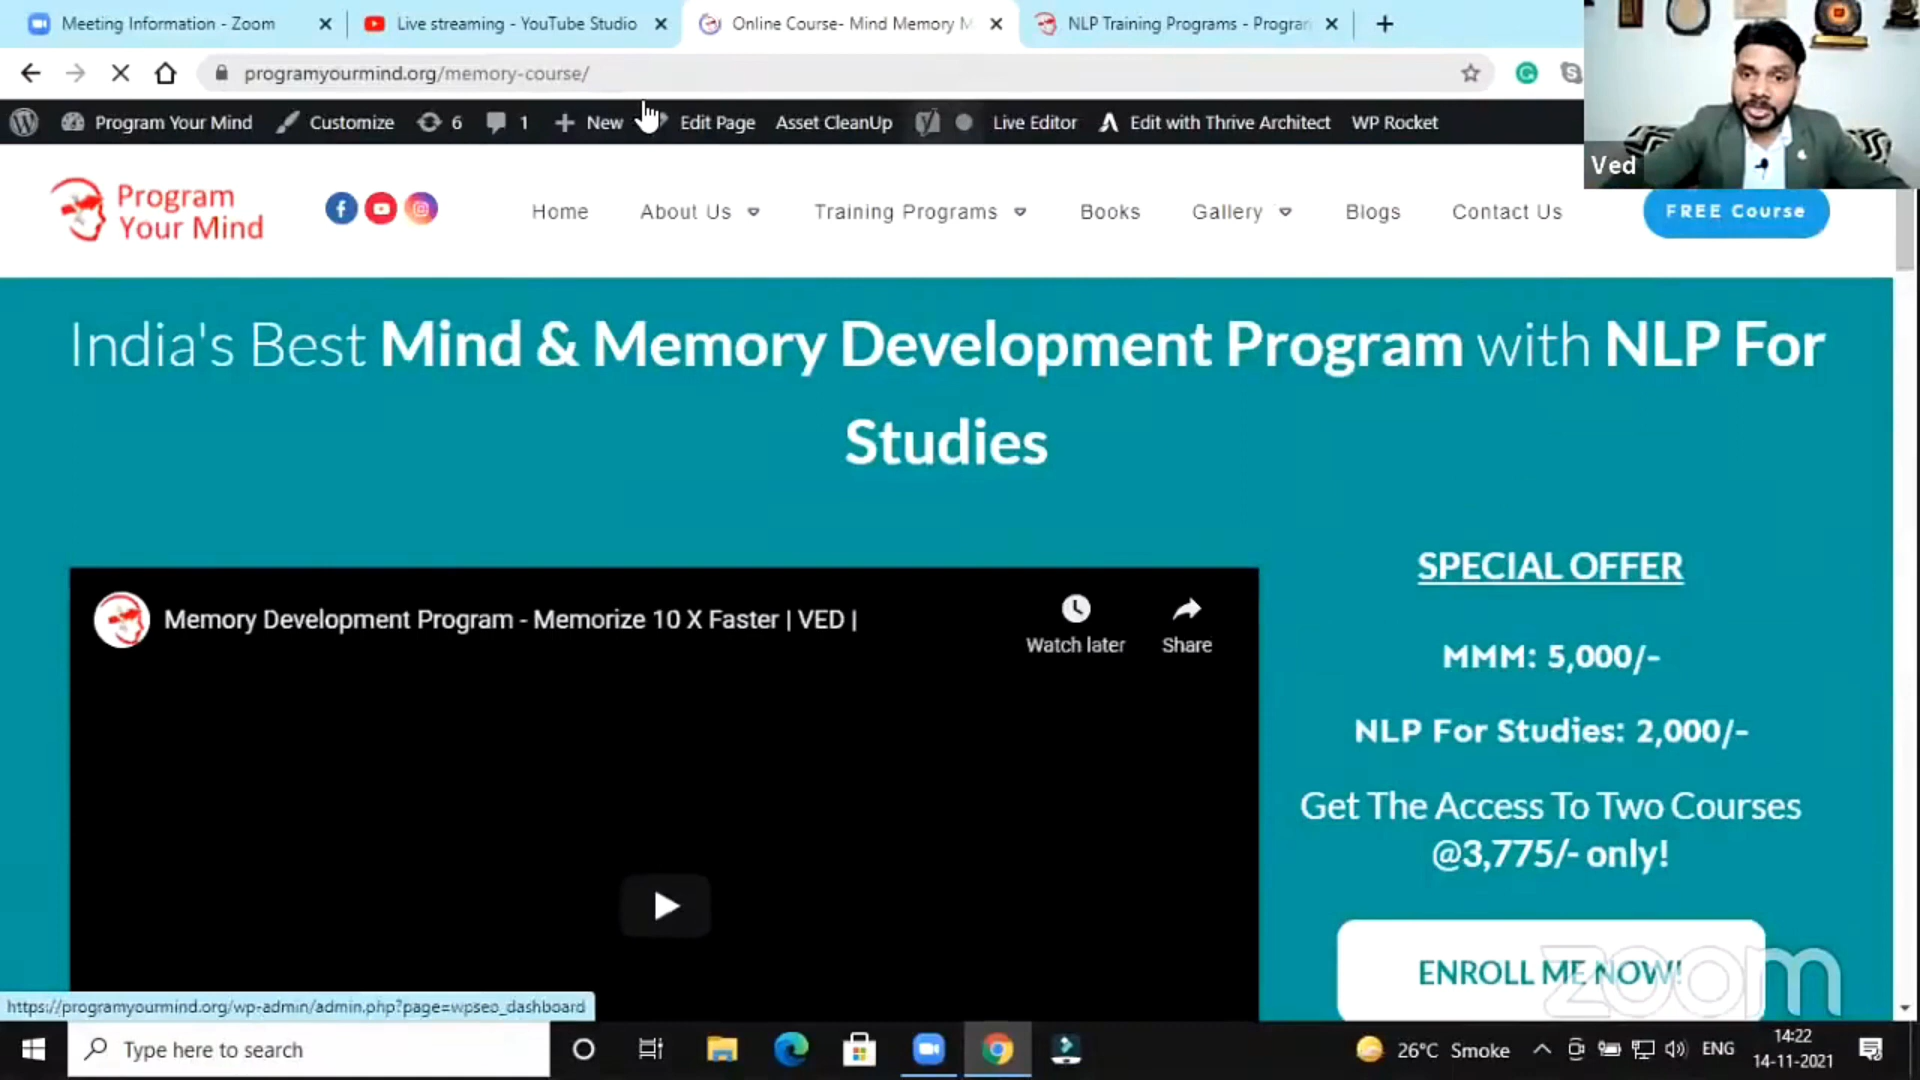 Meeting Information - Zoom
Live streaming - YouTube Studio
Online Course- Mind Memory M
NLP Training Programs - Progra
programyourmind.org/memory-course/
Program Your Mind
Customize
6
1
New
Edit Page
Asset CleanUp
Live Editor
Edit with Thrive Architect
WP Rocket
Ved
Program
Your Mind
Home
About Us
Training Programs
Books
Gallery
Blogs
Contact Us
FREE Course
India's Best Mind & Memory Development Program with NLP For
Studies
Memory Development Program - Memorize 10 X Faster | VED |
Watch later
Share
SPECIAL OFFER
MMM: 5,000/-
NLP For Studies: 2,000/-
Get The Access To Two Courses
@3,775/- only!
ENROLL ME NOW!
zoom
https://programyourmind.org/wp-admin/admin.php?page=wpseo_dashboard
Type here to search
26°C Smoke
ENG
14:22
14-11-2021